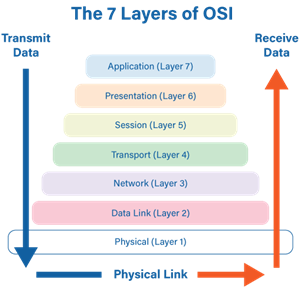 The 7 Layers of OSI
Transmit
Data
Receive
Data
Application (Layer 7)
Presentation (Layer 6)
Session (Layer 5)
Transport (Layer 4)
Network (Layer 3)
Data Link (Layer 2)
Physical (Layer 1)
Physical Link